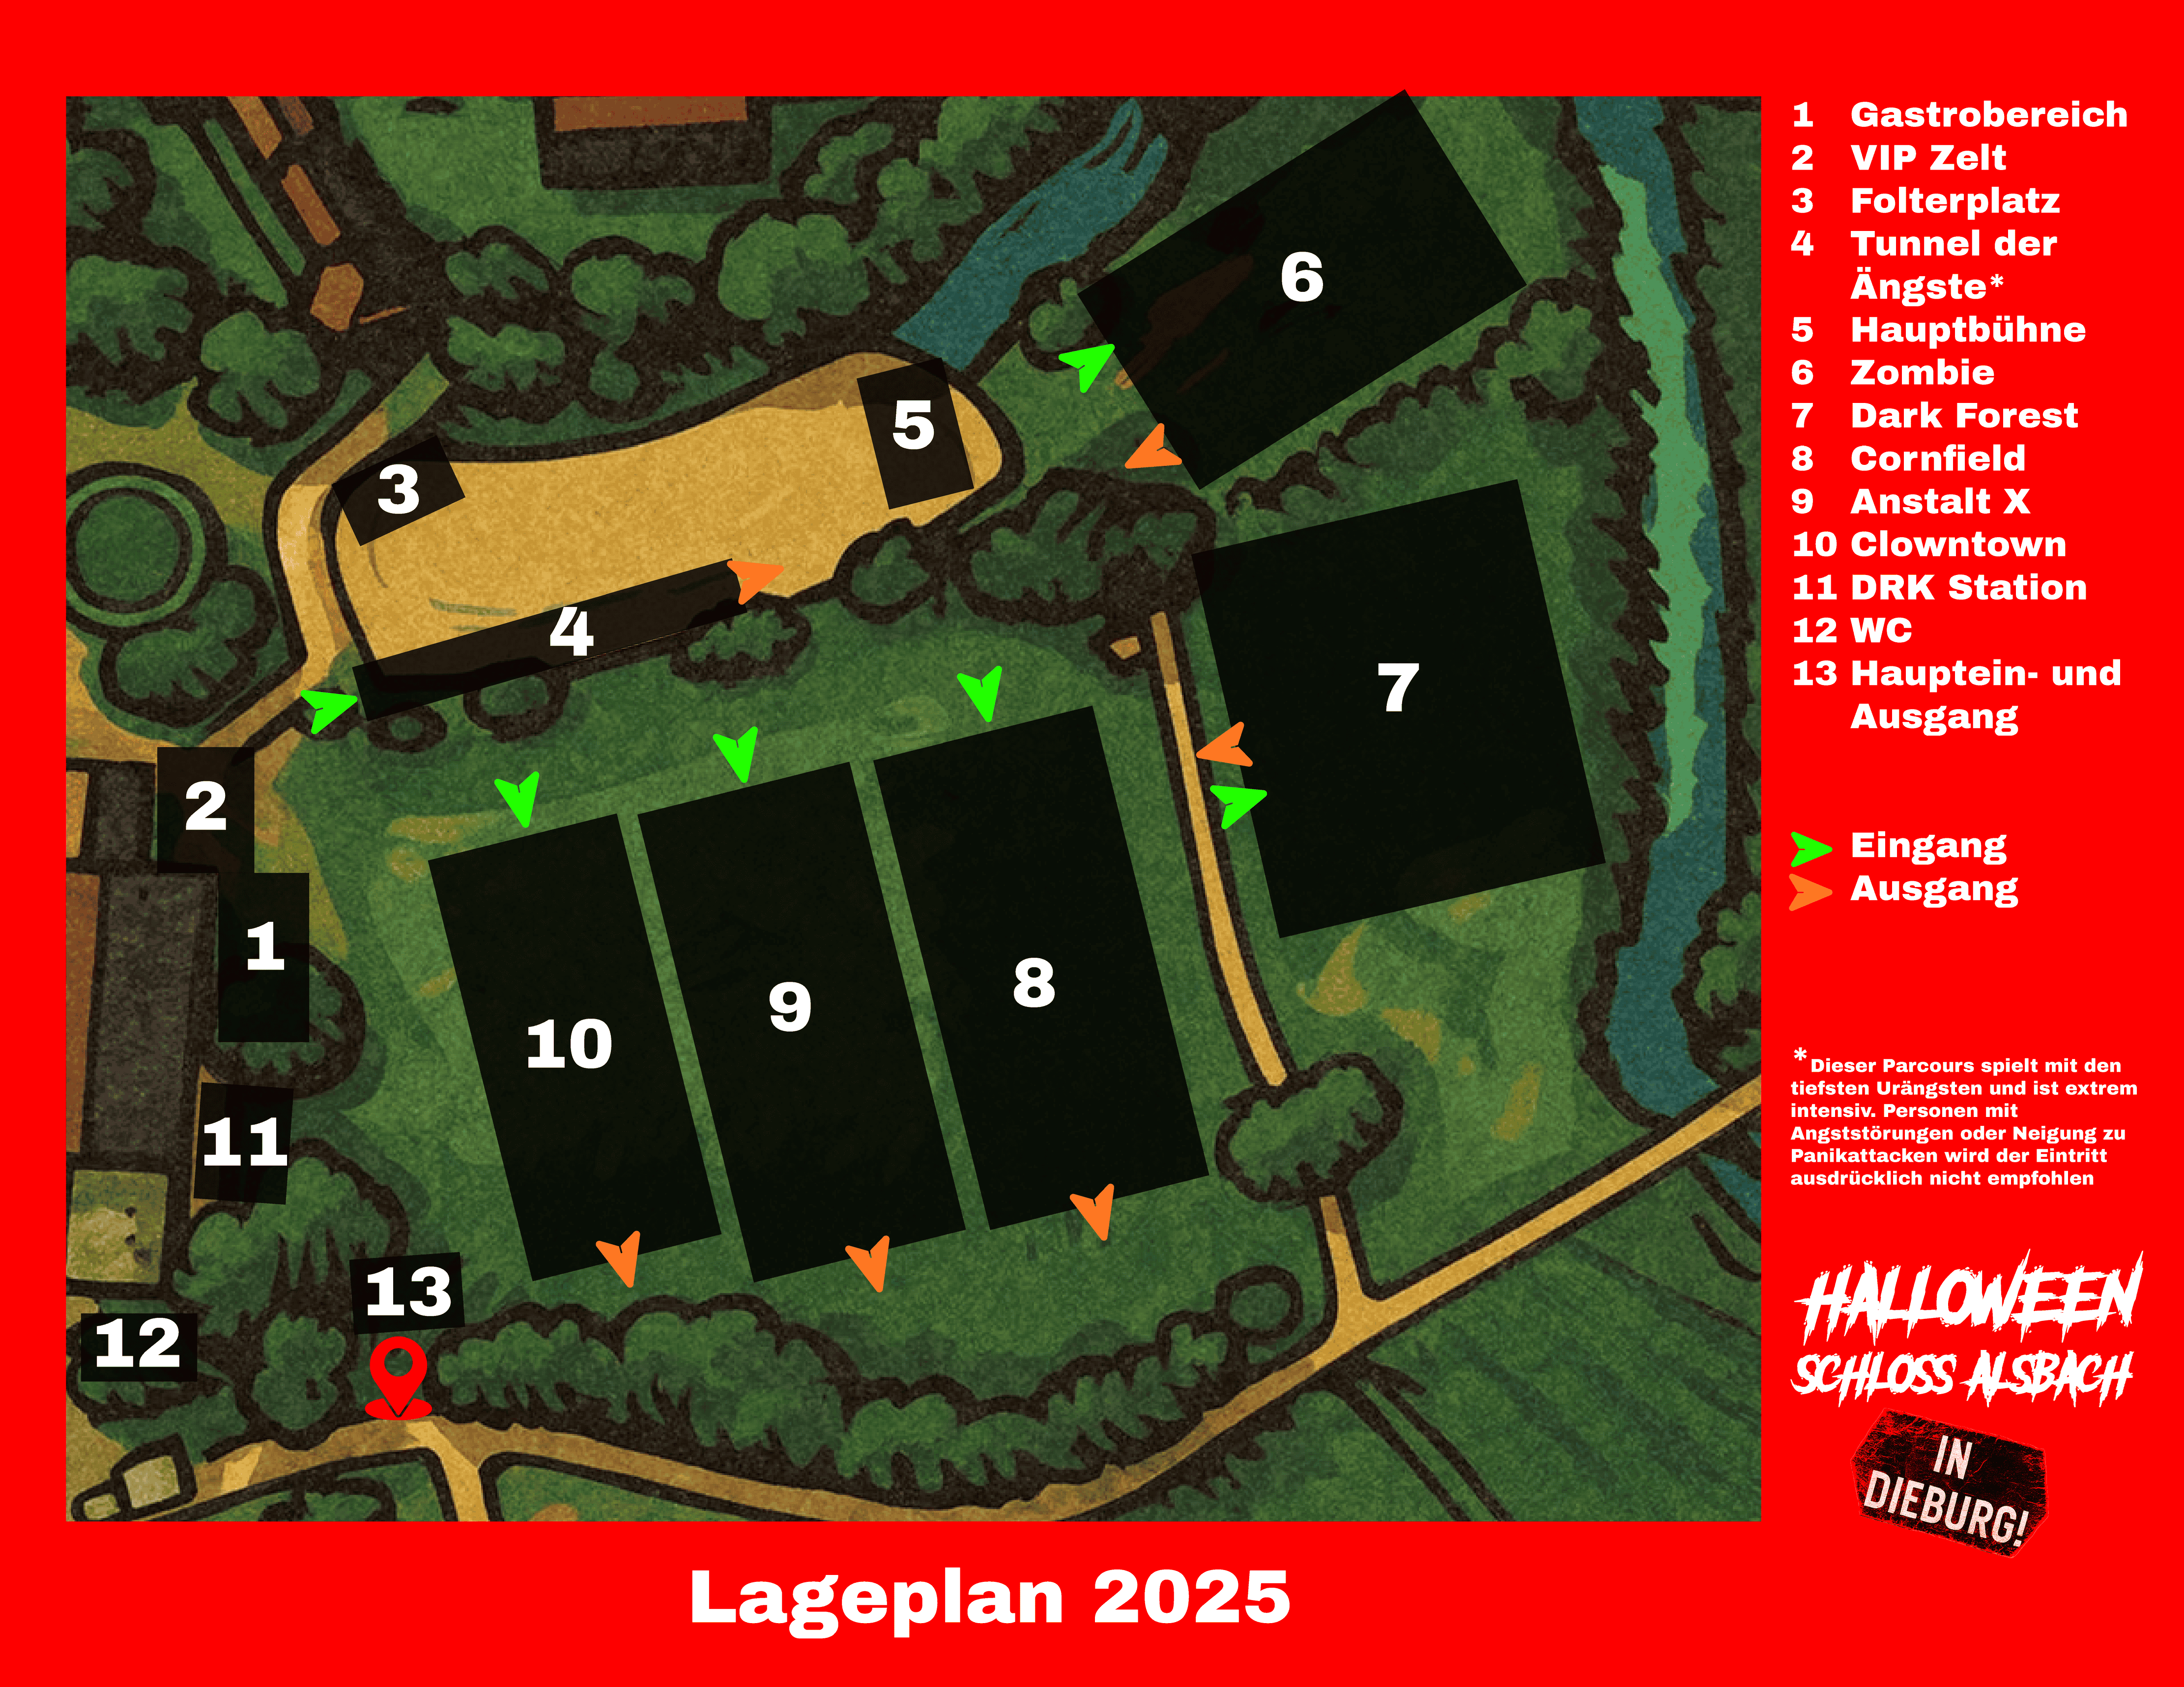 1 Gastrobereich
2 VIP Zelt
3 Folterplatz
4 Tunnel der
Ängste*
5 Hauptbühne
6 Zombie
7 Dark Forest
8 Cornfield
9 Anstalt X
10 Clowntown
11 DRK Station
12 WC
13 Hauptein- und
Ausgang
Eingang
Ausgang
*Dieser Parcours spielt mit den
tiefsten Urängsten und ist extrem
intensiv. Personen mit
Angststörungen oder Neigung zu
Panikattacken wird der Eintritt
ausdrücklich nicht empfohlen
HALLOWEEN
SCHLOSS ALSBACH
IN
DIEBURG!
6
5
3
4
7
2
1
8
9
10
11
13
12
Lageplan 2025